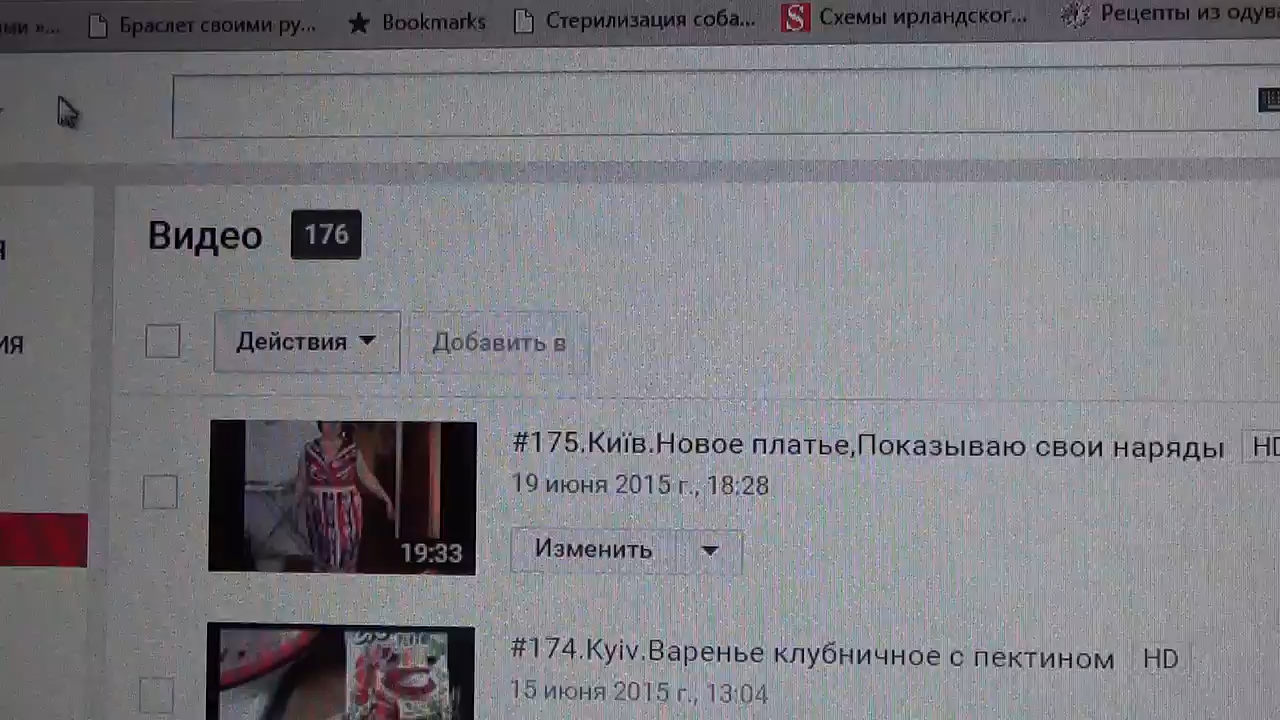 Браслет своими ру... Bookmarks Стерилизация соба... Схемы ирландског... Рецепты из одува
Видео 176
Действия Добавить в
ия
#175.Київ.Новое платье,Показываю свои наряды HD
19 июня 2015 г., 18:28
19:33
Изменить
#174.Kyiv.Варенье клубничное с пектином HD
15 июня 2015 г., 13:04